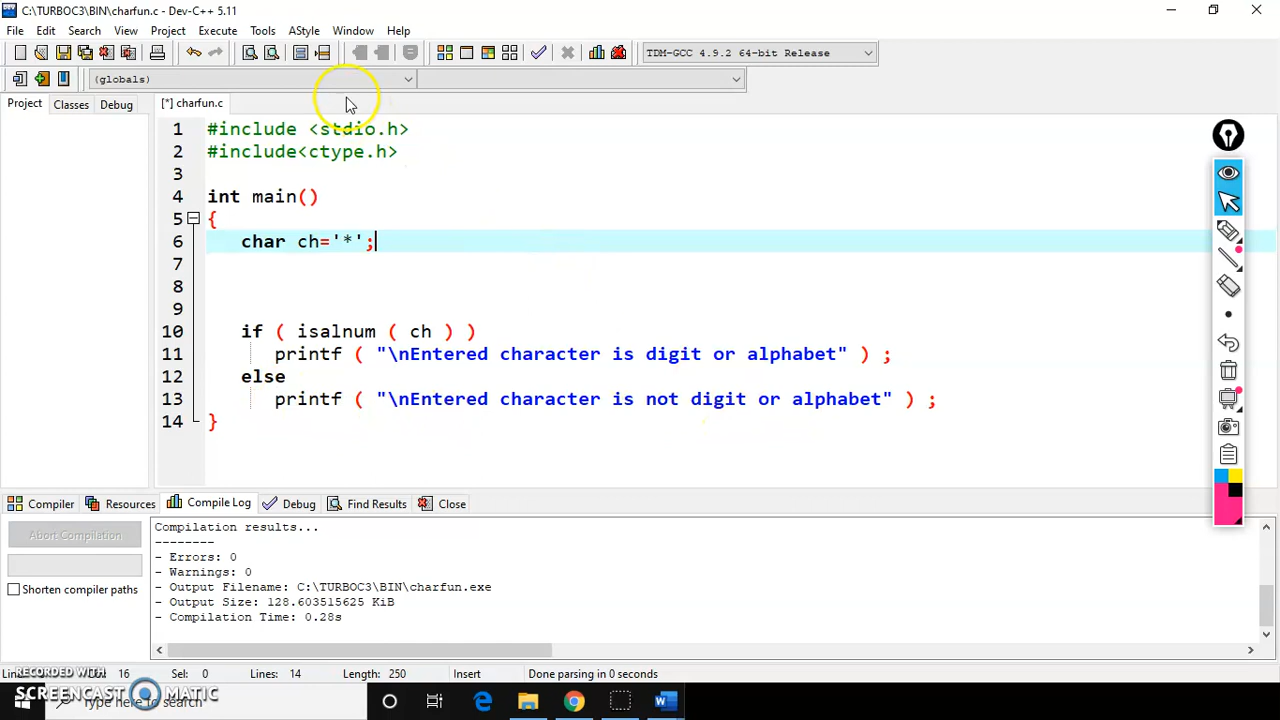 C:\TURBOC3\BIN\charfun.c - Dev-C++ 5.11
File Edit Search View Project Execute Tools AStyle Window Help
TDM-GCC 4.9.2 64-bit Release
(globals)
Project Classes Debug [*] charfun.c
1 #include <stdio.h>
2 #include<ctype.h>
3
4 int main()
5 {
6 char ch='*';
7
8
9
10 if ( isalnum ( ch ) )
11 printf ( "\nEntered character is digit or alphabet" ) ;
12 else
13 printf ( "\nEntered character is not digit or alphabet" ) ;
14 }
Compiler Resources Compile Log Debug Find Results Close
Abort Compilation
Shorten compiler paths
Compilation results...
--------
- Errors: 0
- Warnings: 0
- Output Filename: C:\TURBOC3\BIN\charfun.exe
- Output Size: 128.603515625 KiB
- Compilation Time: 0.28s
16 Sel: 0 Lines: 14 Length: 250 Insert Done parsing in 0 seconds
RECORDED WITH
SCREENCAST MATIC
Type here to search